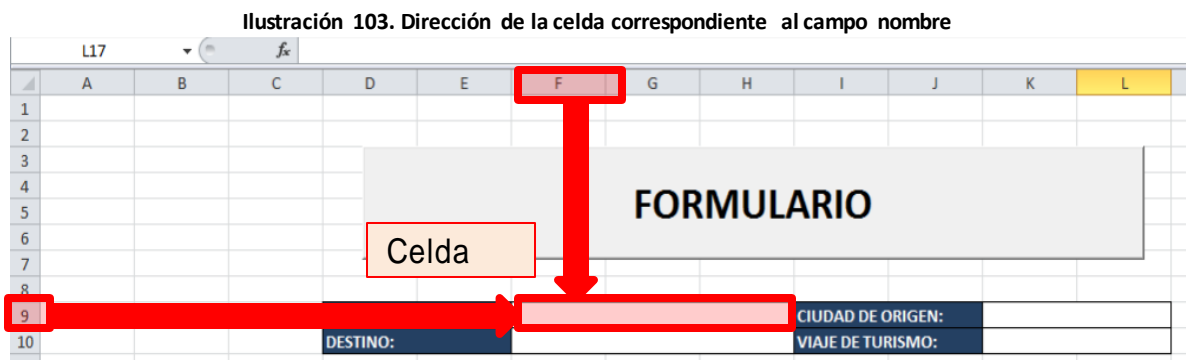 Ilustración 103. Dirección de la celda correspondiente al campo nombre
L17 fx
A B C D E F G H I J K L
1
2
3
4
5
6
7
8
9
10
FORMULARIO
Celda
CIUDAD DE ORIGEN:
DESTINO: VIAJE DE TURISMO: